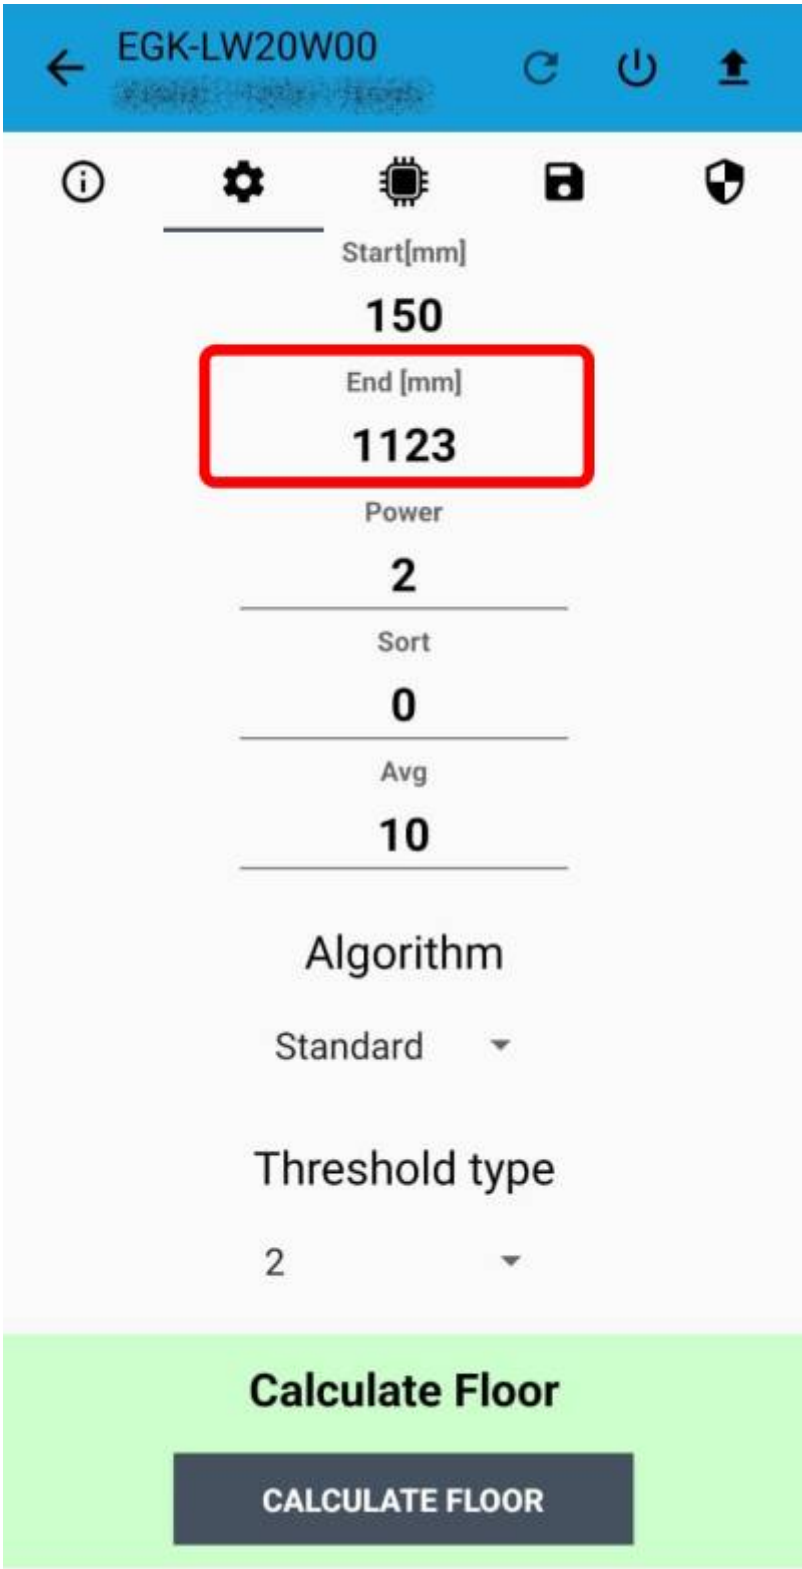 EGK-LW20W00
Start[mm]
150
End [mm]
1123
Power
2
Sort
0
Avg
10
Algorithm
Standard
Threshold type
2
Calculate Floor
CALCULATE FLOOR